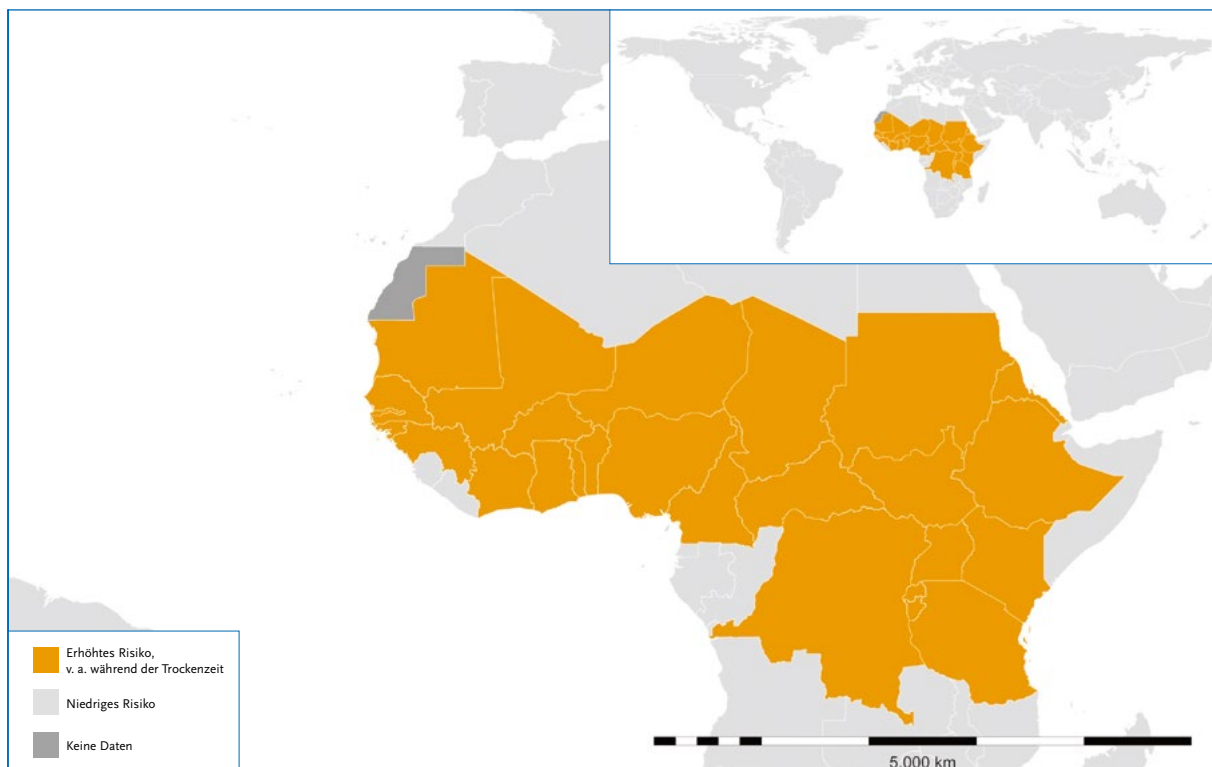 Erhöhtes Risiko,
v. a. während der Trockenzeit
Niedriges Risiko
Keine Daten
5,000 km